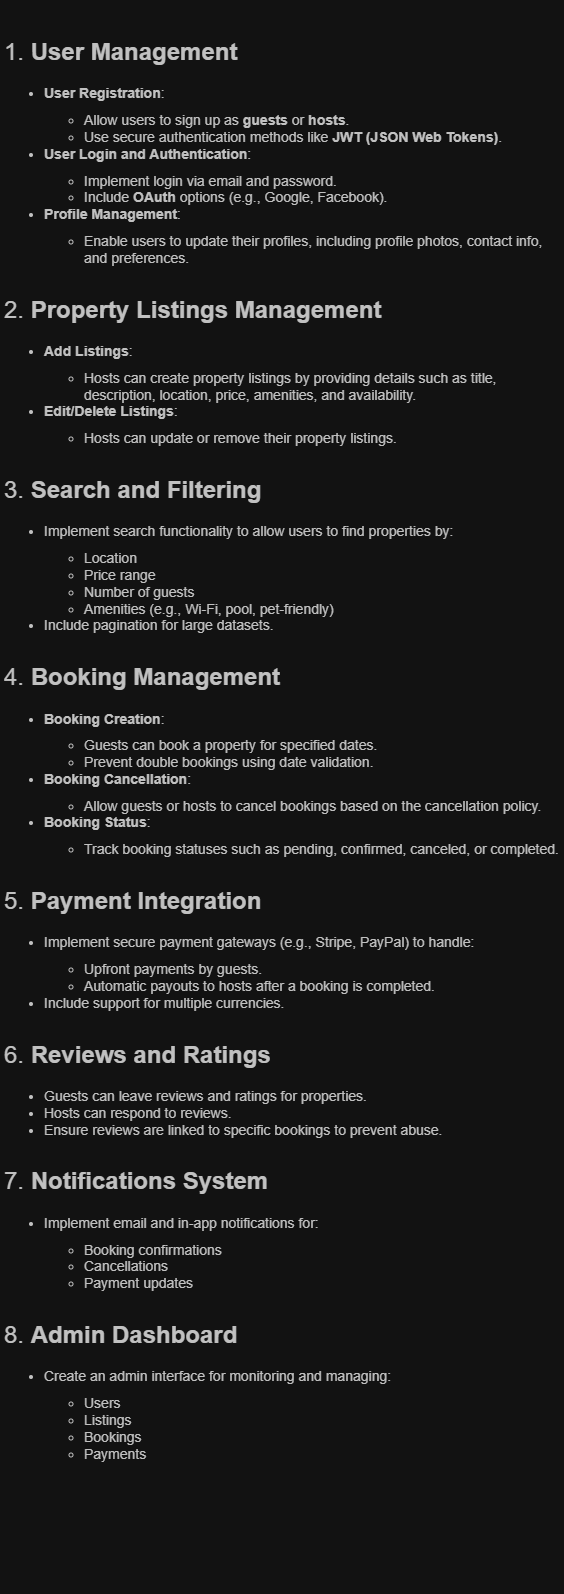 1. User Management
• User Registration:
◦ Allow users to sign up as guests or hosts.
◦ Use secure authentication methods like JWT (JSON Web Tokens).
• User Login and Authentication:
◦ Implement login via email and password.
◦ Include OAuth options (e.g., Google, Facebook).
• Profile Management:
◦ Enable users to update their profiles, including profile photos, contact info,
and preferences.
2. Property Listings Management
• Add Listings:
◦ Hosts can create property listings by providing details such as title,
description, location, price, amenities, and availability.
• Edit/Delete Listings:
◦ Hosts can update or remove their property listings.
3. Search and Filtering
• Implement search functionality to allow users to find properties by:
◦ Location
◦ Price range
◦ Number of guests
◦ Amenities (e.g., Wi-Fi, pool, pet-friendly)
• Include pagination for large datasets.
4. Booking Management
• Booking Creation:
◦ Guests can book a property for specified dates.
◦ Prevent double bookings using date validation.
• Booking Cancellation:
◦ Allow guests or hosts to cancel bookings based on the cancellation policy.
• Booking Status:
◦ Track booking statuses such as pending, confirmed, canceled, or completed.
5. Payment Integration
• Implement secure payment gateways (e.g., Stripe, PayPal) to handle:
◦ Upfront payments by guests.
◦ Automatic payouts to hosts after a booking is completed.
• Include support for multiple currencies.
6. Reviews and Ratings
• Guests can leave reviews and ratings for properties.
• Hosts can respond to reviews.
• Ensure reviews are linked to specific bookings to prevent abuse.
7. Notifications System
• Implement email and in-app notifications for:
◦ Booking confirmations
◦ Cancellations
◦ Payment updates
8. Admin Dashboard
• Create an admin interface for monitoring and managing:
◦ Users
◦ Listings
◦ Bookings
◦ Payments